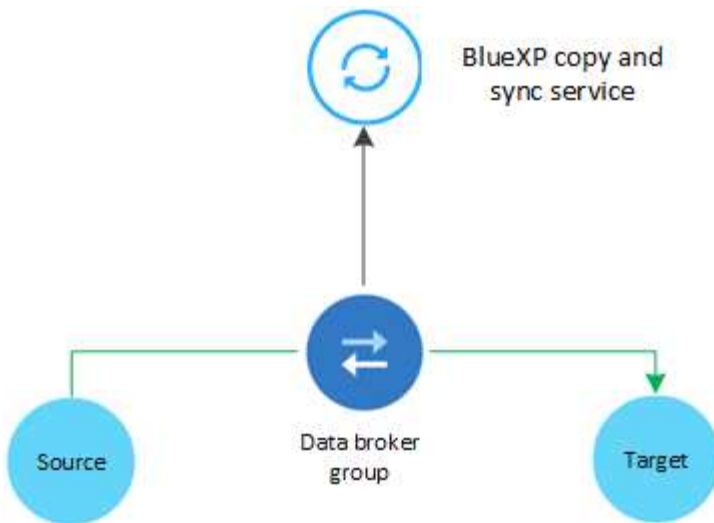 BlueXP copy and
sync service
Data broker
group
Source
Target